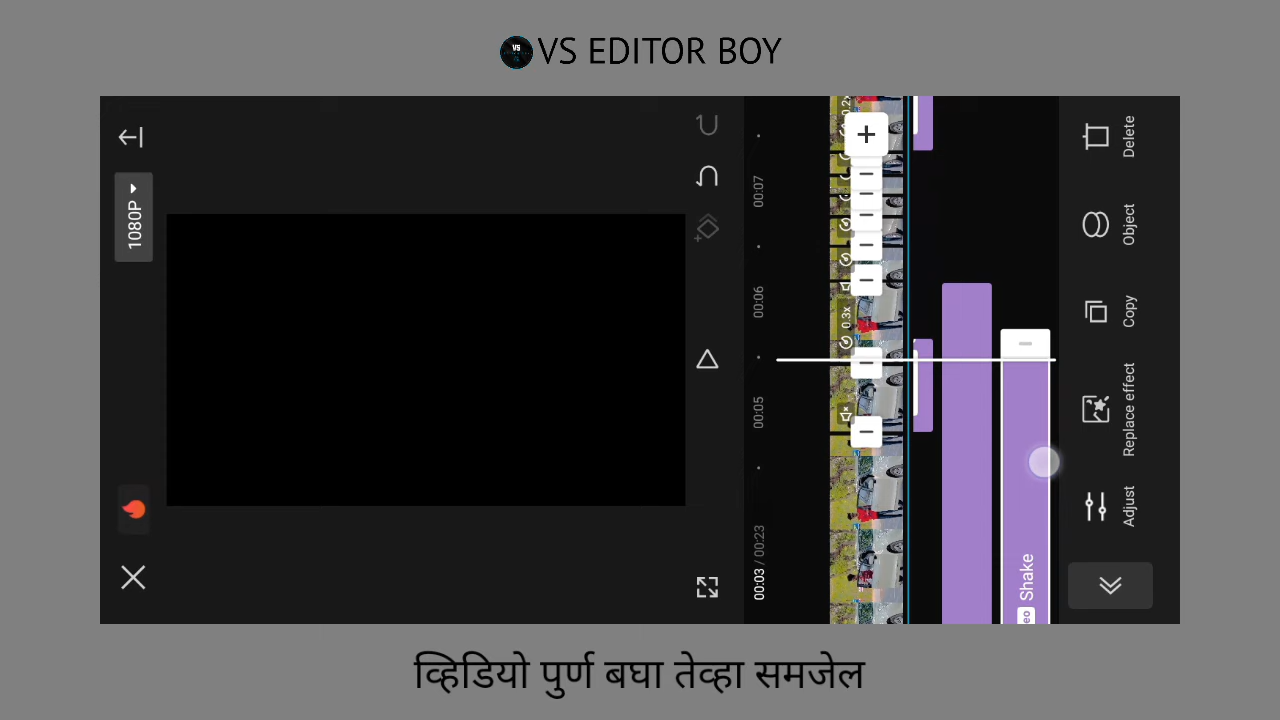 VS EDITOR BOY
1080P
00:03 / 00:23
00:05
00:06
00:07
0.3x
Shake
Adjust
Replace effect
Copy
Object
Delete
व्हिडियो पुर्ण बघा तेव्हा समजेल